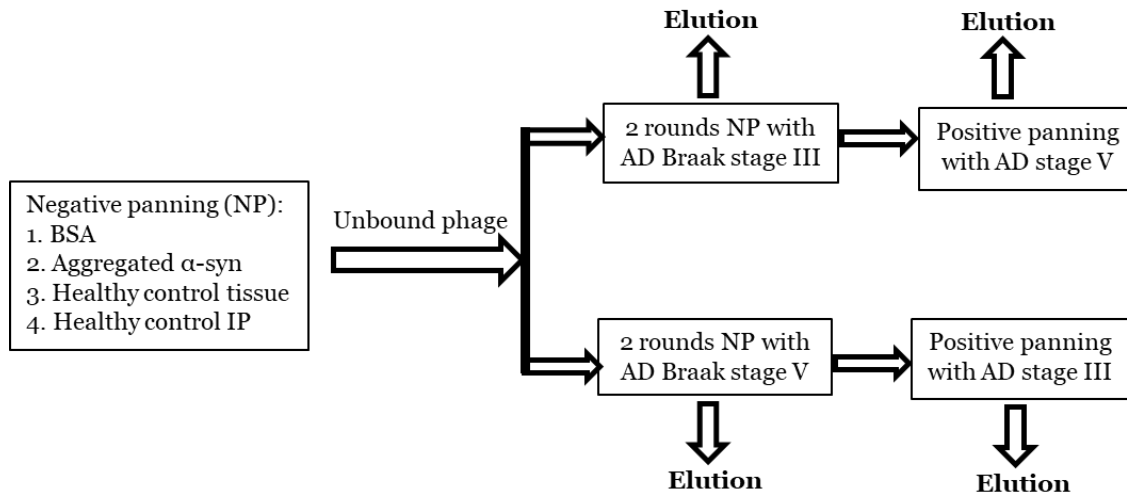 Negative panning (NP):
1. BSA
2. Aggregated α-syn
3. Healthy control tissue
4. Healthy control IP
Unbound phage
Elution
2 rounds NP with
AD Braak stage III
Elution
Positive panning
with AD stage V
2 rounds NP with
AD Braak stage V
Elution
Positive panning
with AD stage III
Elution